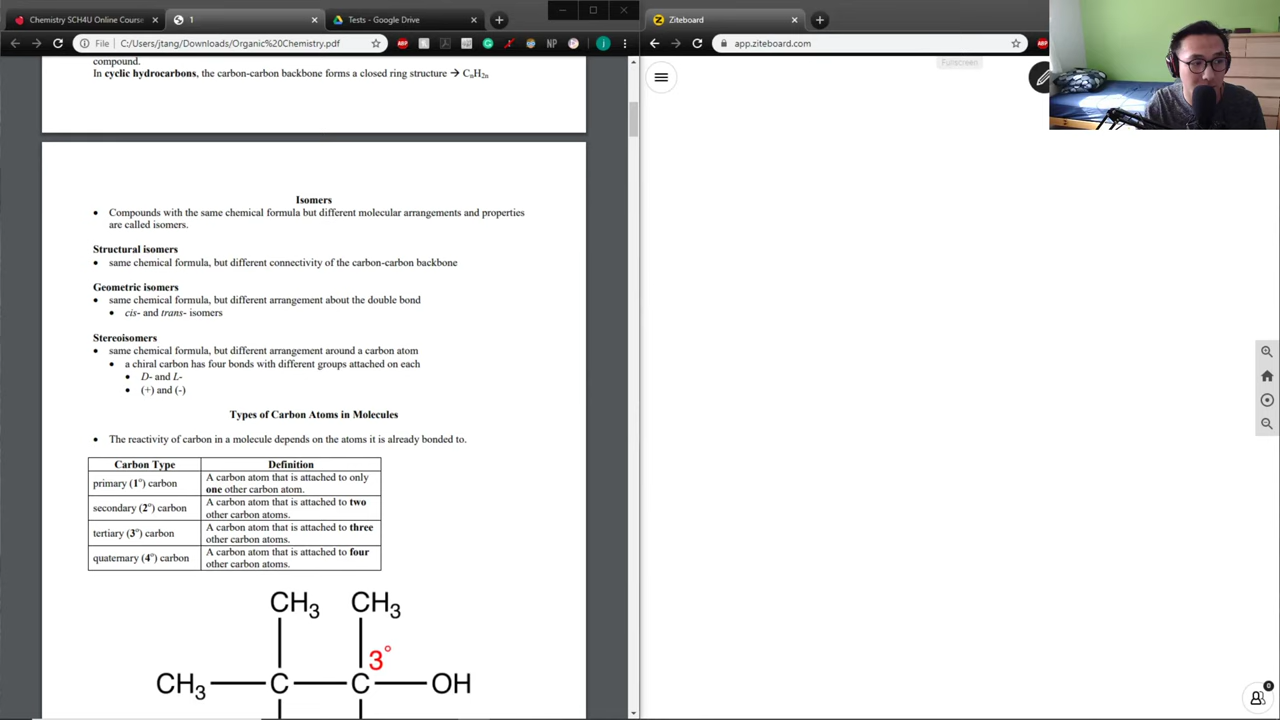 Chemistry SCH4U Online Course
1
Tests - Google Drive
Ziteboard
File
C:/Users/jtang/Downloads/Organic%20Chemistry.pdf
ABP
NP
j
app.ziteboard.com
ABP
Funscreen
compound.
In cyclic hydrocarbons, the carbon-carbon backbone forms a closed ring structure → CnH2n
Isomers
• Compounds with the same chemical formula but different molecular arrangements and properties
are called isomers.
Structural isomers
• same chemical formula, but different connectivity of the carbon-carbon backbone
Geometric isomers
• same chemical formula, but different arrangement about the double bond
• cis- and trans- isomers
Stereoisomers
• same chemical formula, but different arrangement around a carbon atom
• a chiral carbon has four bonds with different groups attached on each
• D- and L-
• (+) and (-)
Types of Carbon Atoms in Molecules
• The reactivity of carbon in a molecule depends on the atoms it is already bonded to.
Carbon Type Definition
primary (1°) carbon A carbon atom that is attached to only
one other carbon atom.
secondary (2°) carbon A carbon atom that is attached to two
other carbon atoms.
tertiary (3°) carbon A carbon atom that is attached to three
other carbon atoms.
quaternary (4°) carbon A carbon atom that is attached to four
other carbon atoms.
CH3 CH3
3°
CH3 C C OH
0